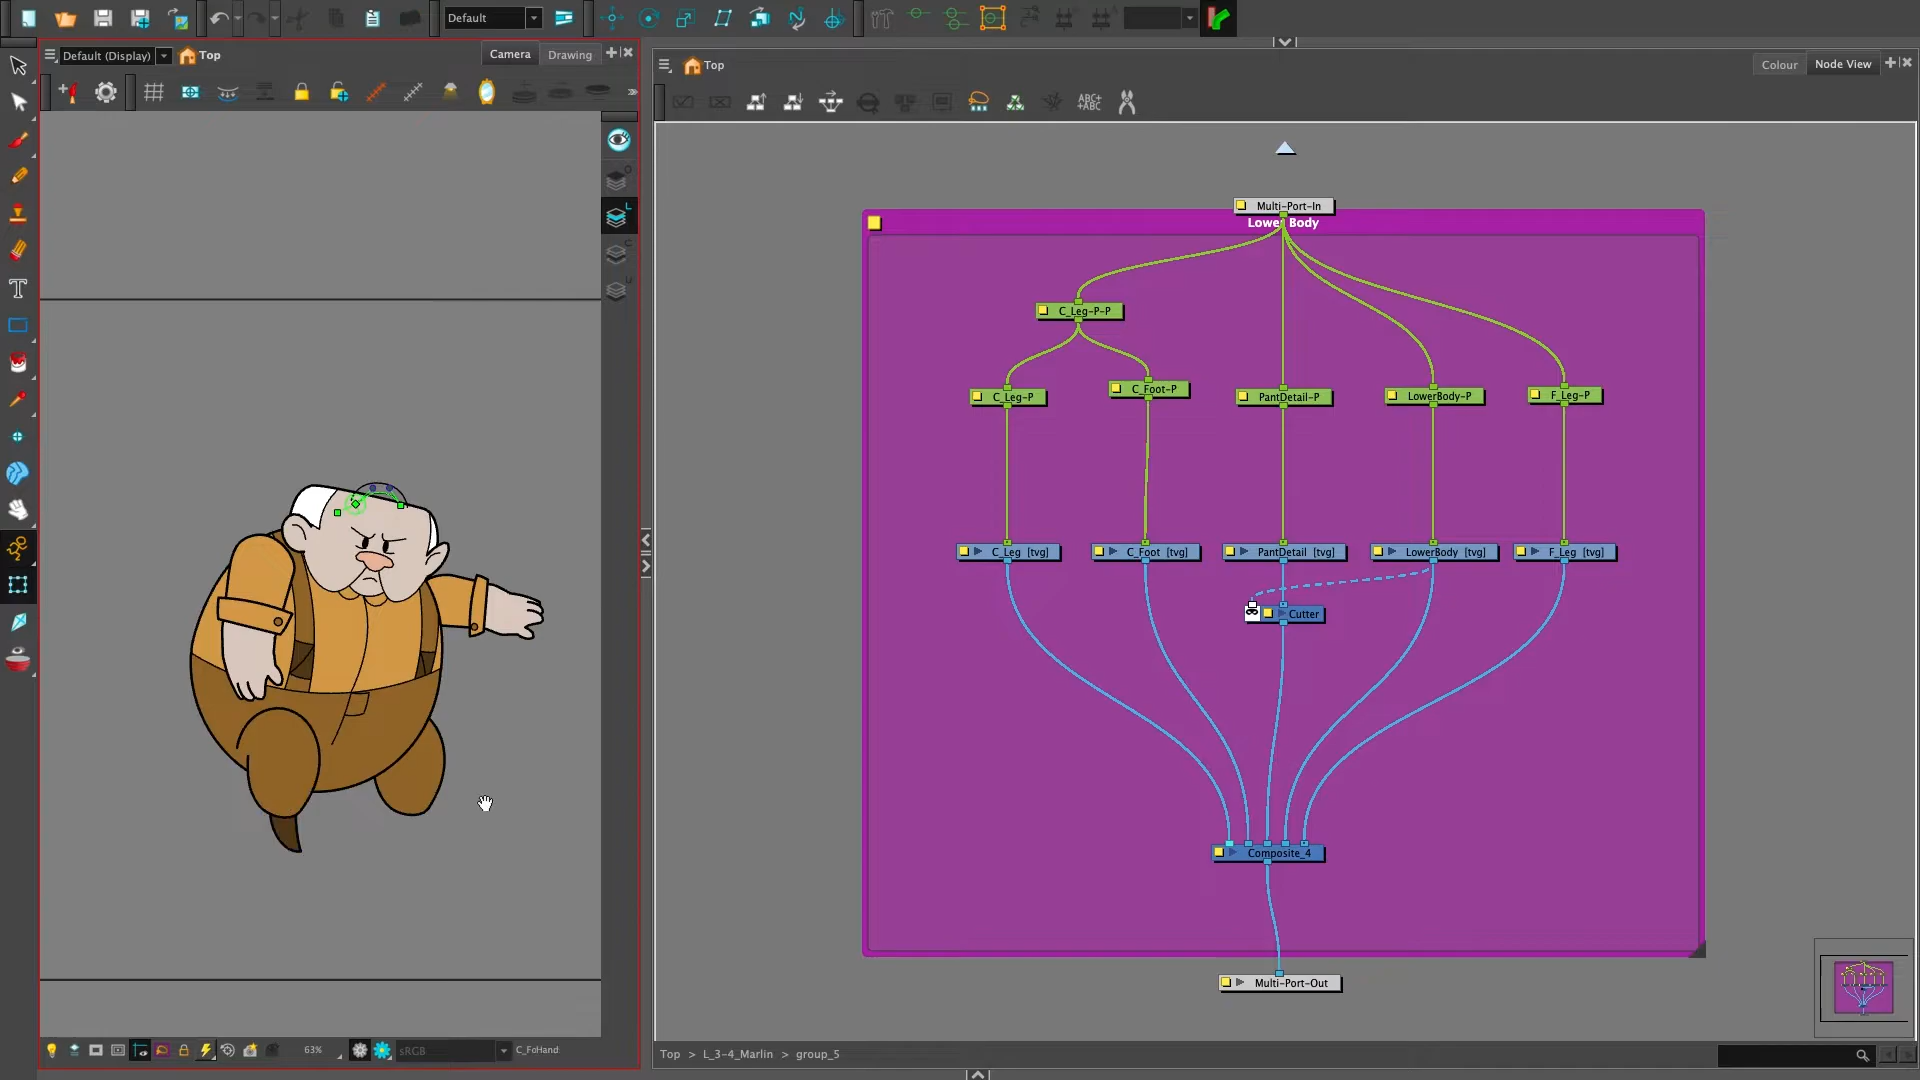 Default
Default (Display)
Top
Camera
Drawing
Top
Colour
Node View
ABC+
+ABC
T
Multi-Port-In
Lower Body
C_Leg-P-P
C_Leg-P
C_Foot-P
PantDetail-P
LowerBody-P
F_Leg-P
C_Leg [tvg]
C_Foot [tvg]
PantDetail [tvg]
LowerBody [tvg]
F_Leg [tvg]
Cutter
Composite_4
Multi-Port-Out
63%
sRGB
C_FoHand
Top > L_3-4_Marlin > group_5